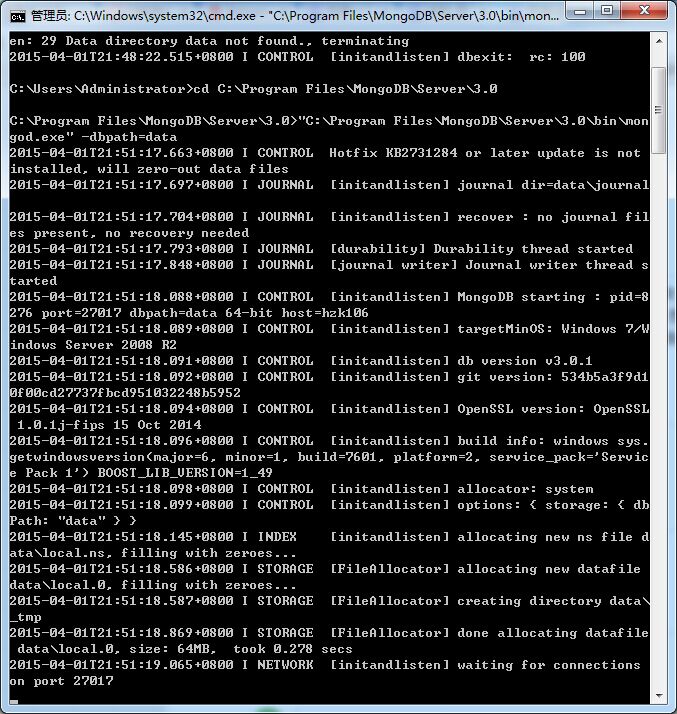 管理员: C:\Windows\system32\cmd.exe - "C:\Program Files\MongoDB\Server\3.0\bin\mon...
en: 29 Data directory data not found., terminating
2015-04-01T21:48:22.515+0800 I CONTROL  [initandlisten] dbexit:  rc: 100
C:\Users\Administrator>cd C:\Program Files\MongoDB\Server\3.0
C:\Program Files\MongoDB\Server\3.0>"C:\Program Files\MongoDB\Server\3.0\bin\mon
god.exe" -dbpath=data
2015-04-01T21:51:17.663+0800 I CONTROL  Hotfix KB2731284 or later update is not
installed, will zero-out data files
2015-04-01T21:51:17.697+0800 I JOURNAL  [initandlisten] journal dir=data\journal
2015-04-01T21:51:17.704+0800 I JOURNAL  [initandlisten] recover : no journal fil
es present, no recovery needed
2015-04-01T21:51:17.793+0800 I JOURNAL  [durability] Durability thread started
2015-04-01T21:51:17.848+0800 I JOURNAL  [journal writer] Journal writer thread s
tarted
2015-04-01T21:51:18.088+0800 I CONTROL  [initandlisten] MongoDB starting : pid=8
276 port=27017 dbpath=data 64-bit host=hzk106
2015-04-01T21:51:18.089+0800 I CONTROL  [initandlisten] targetMinOS: Windows 7/W
indows Server 2008 R2
2015-04-01T21:51:18.091+0800 I CONTROL  [initandlisten] db version v3.0.1
2015-04-01T21:51:18.092+0800 I CONTROL  [initandlisten] git version: 534b5a3f9d1
0f00cd27737fbcd951032248b5952
2015-04-01T21:51:18.094+0800 I CONTROL  [initandlisten] OpenSSL version: OpenSSL
 1.0.1j-fips 15 Oct 2014
2015-04-01T21:51:18.096+0800 I CONTROL  [initandlisten] build info: windows sys.
getwindowsversion(major=6, minor=1, build=7601, platform=2, service_pack='Servic
e Pack 1') BOOST_LIB_VERSION=1_49
2015-04-01T21:51:18.098+0800 I CONTROL  [initandlisten] allocator: system
2015-04-01T21:51:18.099+0800 I CONTROL  [initandlisten] options: { storage: { db
Path: "data" } }
2015-04-01T21:51:18.145+0800 I INDEX    [initandlisten] allocating new ns file d
ata\local.ns, filling with zeroes...
2015-04-01T21:51:18.586+0800 I STORAGE  [FileAllocator] allocating new datafile
data\local.0, filling with zeroes...
2015-04-01T21:51:18.587+0800 I STORAGE  [FileAllocator] creating directory data\
_tmp
2015-04-01T21:51:18.869+0800 I STORAGE  [FileAllocator] done allocating datafile
 data\local.0, size: 64MB,  took 0.278 secs
2015-04-01T21:51:19.065+0800 I NETWORK  [initandlisten] waiting for connections
on port 27017